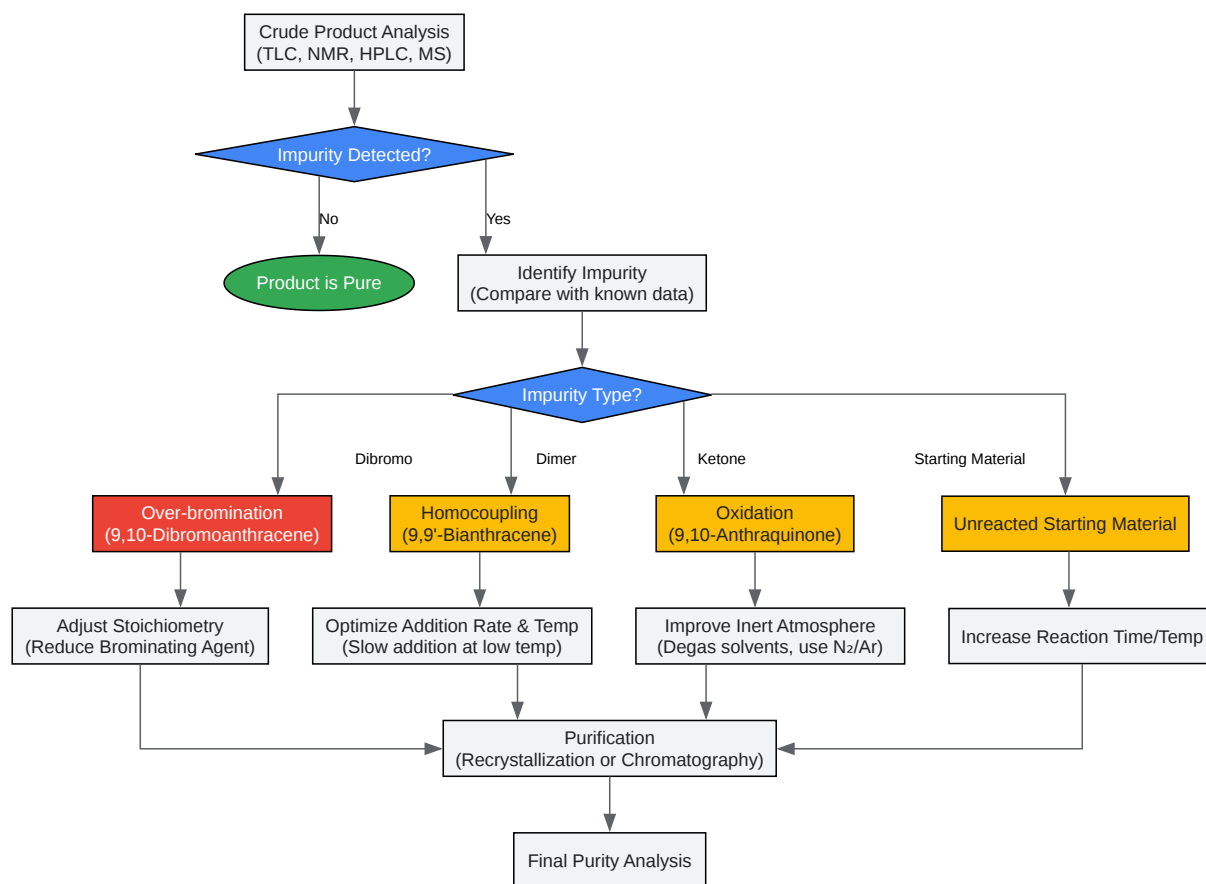 Crude Product Analysis
(TLC, NMR, HPLC, MS)
Impurity Detected?
No
Yes
Product is Pure
Identify Impurity
(Compare with known data)
Impurity Type?
Dibromo
Dimer
Ketone
Starting Material
Over-bromination
(9,10-Dibromoanthracene)
Homocoupling
(9,9'-Bianthracene)
Oxidation
(9,10-Anthraquinone)
Unreacted Starting Material
Adjust Stoichiometry
(Reduce Brominating Agent)
Optimize Addition Rate & Temp
(Slow addition at low temp)
Improve Inert Atmosphere
(Degas solvents, use N₂/Ar)
Increase Reaction Time/Temp
Purification
(Recrystallization or Chromatography)
Final Purity Analysis